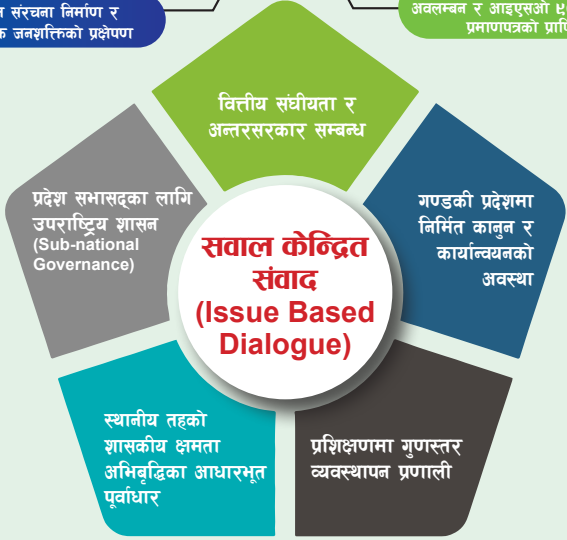 संरचना निर्माण र
जनशक्तिको प्रक्षेपण
अवलम्बन र आइएसओ
प्रमाणपत्रको
वित्तीय संघीयता र
अन्तरसरकार सम्बन्ध
प्रदेश सभासद्का लागि
उपराष्ट्रिय शासन
(Sub-national
Governance)
गण्डकी प्रदेशमा
निर्मित कानुन र
कार्यान्वयनको
अवस्था
सवाल केन्द्रित
संवाद
(Issue Based
Dialogue)
स्थानीय तहको
शासकीय क्षमता
अभिबृद्धिका आधारभूत
पूर्वाधार
प्रशिक्षणमा गुणस्तर
व्यवस्थापन प्रणाली